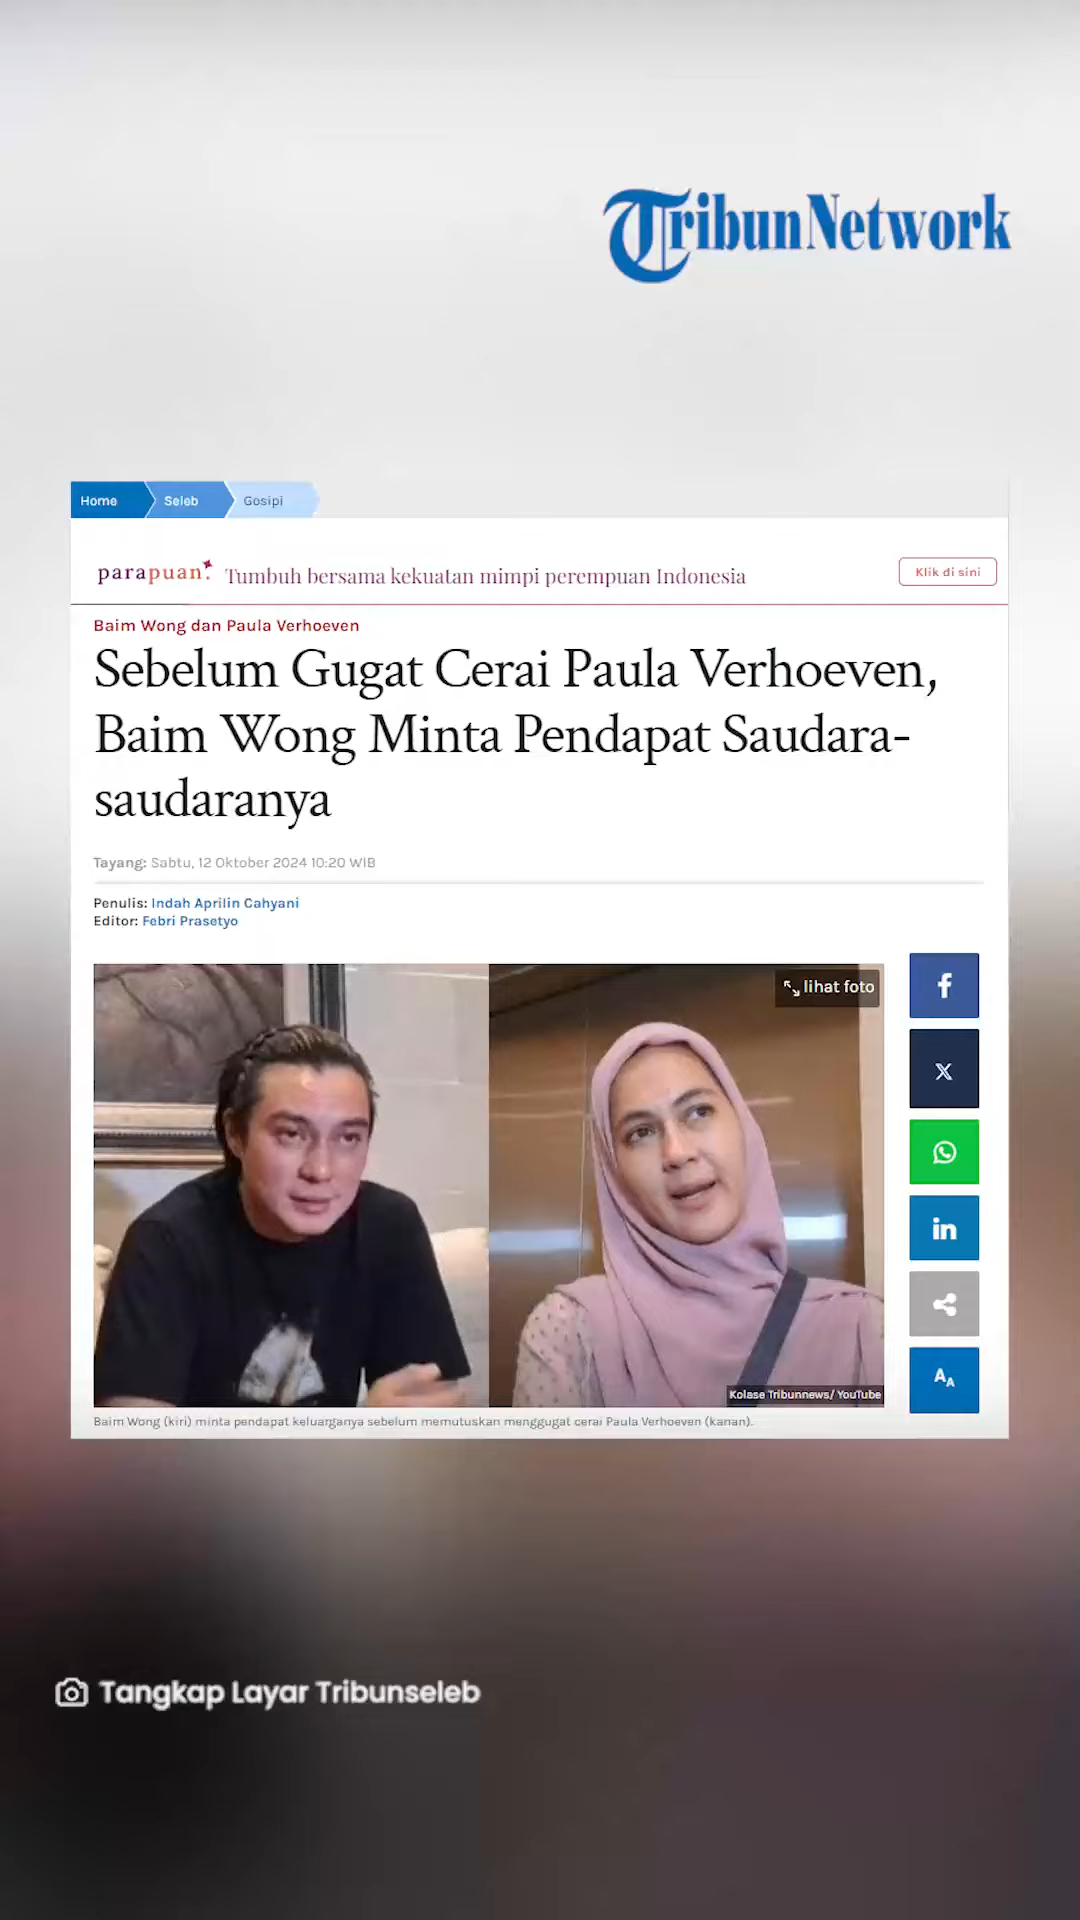 TribunNetwork
Home
Seleb
Gosipi
parapuan.
Tumbuh bersama kekuatan mimpi perempuan Indonesia
Klik di sini
Baim Wong dan Paula Verhoeven
Sebelum Gugat Cerai Paula Verhoeven,
Baim Wong Minta Pendapat Saudara-
saudaranya
Tayang: Sabtu, 12 Oktober 2024 10:20 WIB
Penulis: Indah Aprilin Cahyani
Editor: Febri Prasetyo
lihat foto
Kolase Tribunnews/ YouTube
Baim Wong (kiri) minta pendapat keluarganya sebelum memutuskan menggugat cerai Paula Verhoeven (kanan).
Tangkap Layar Tribunseleb